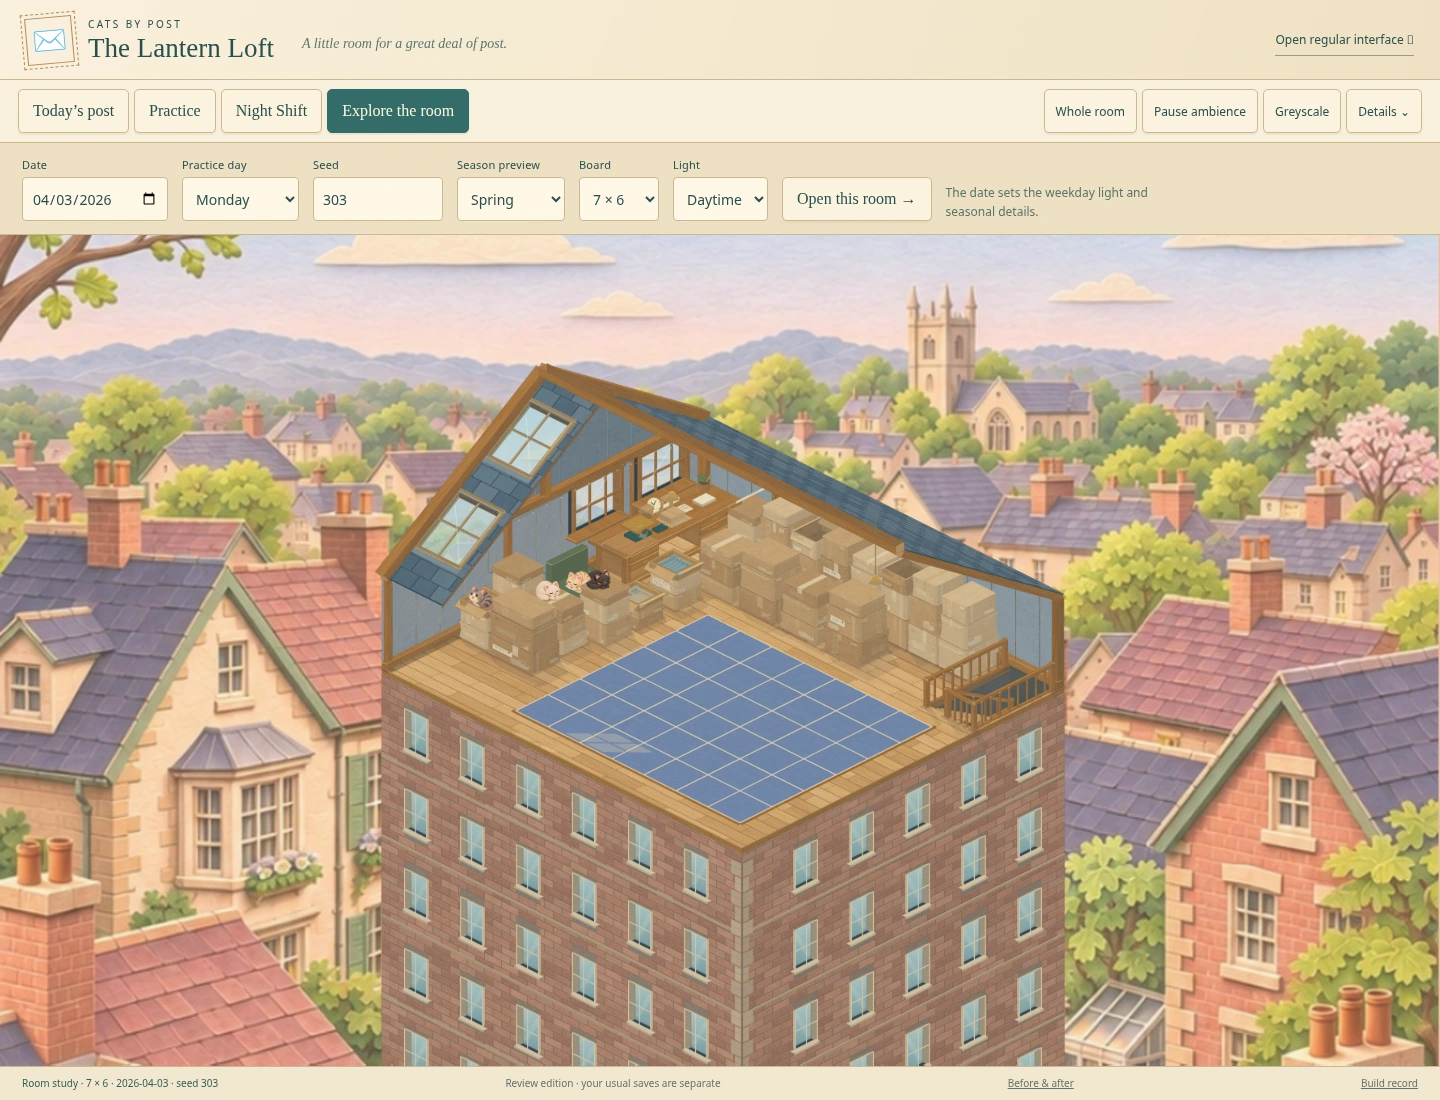 CATS BY POST
The Lantern Loft
A little room for a great deal of post.
Open regular interface
Today’s post
Practice
Night Shift
Explore the room
Whole room
Pause ambience
Greyscale
Details ⌄
Date
Practice day
Seed
Season preview
Board
Light
04/03/2026
Monday
303
Spring
7 × 6
Daytime
Open this room →
The date sets the weekday light and
seasonal details.
Room study · 7 × 6 · 2026-04-03 · seed 303
Review edition · your usual saves are separate
Before & after
Build record